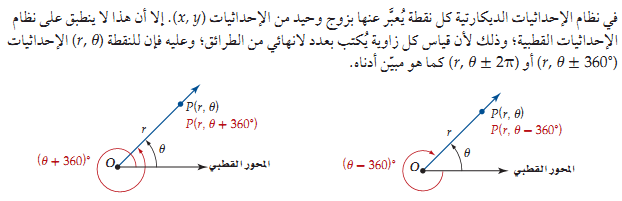 في نظام الإحداثيات الديكارتية كل نقطة يُعبَّر عنها بزوج وحيد من الإحداثيات (x, y). إلا أن هذا لا ينطبق على نظام
الإحداثيات القطبية؛ وذلك لأن قياس كل زاوية يُكتب بعدد لانهائي من الطرائق؛ وعليه فإن للنقطة (r, θ) الإحداثيات
(r, θ ± 360°) أو (r, θ ± 2π) كما هو مبيّن أدناه.
P(r, θ)
P(r, θ + 360°)
r
θ
(θ + 360)°
O
المحور القطبي
P(r, θ)
P(r, θ − 360°)
r
θ
(θ − 360)°
O
المحور القطبي